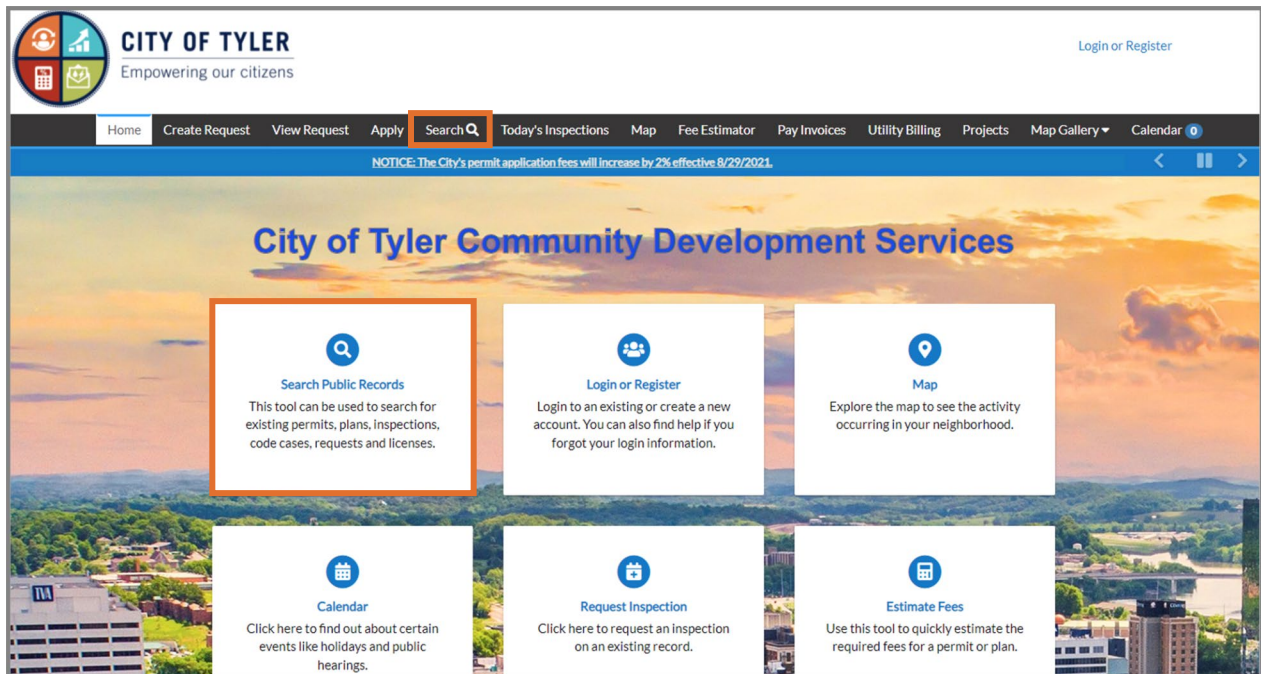 CITY OF TYLER
Empowering our citizens
Login or Register
Home Create Request View Request Apply Search Today's Inspections Map Fee Estimator Pay Invoices Utility Billing Projects Map Gallery Calendar 0
NOTICE: The City's permit application fees will increase by 2% effective 8/29/2021.
City of Tyler Community Development Services
Search Public Records
This tool can be used to search for
existing permits, plans, inspections,
code cases, requests and licenses.
Login or Register
Login to an existing or create a new
account. You can also find help if you
forgot your login information.
Map
Explore the map to see the activity
occurring in your neighborhood.
TVA
Calendar
Click here to find out about certain
events like holidays and public
hearings.
Request Inspection
Click here to request an inspection
on an existing record.
Estimate Fees
Use this tool to quickly estimate the
required fees for a permit or plan.